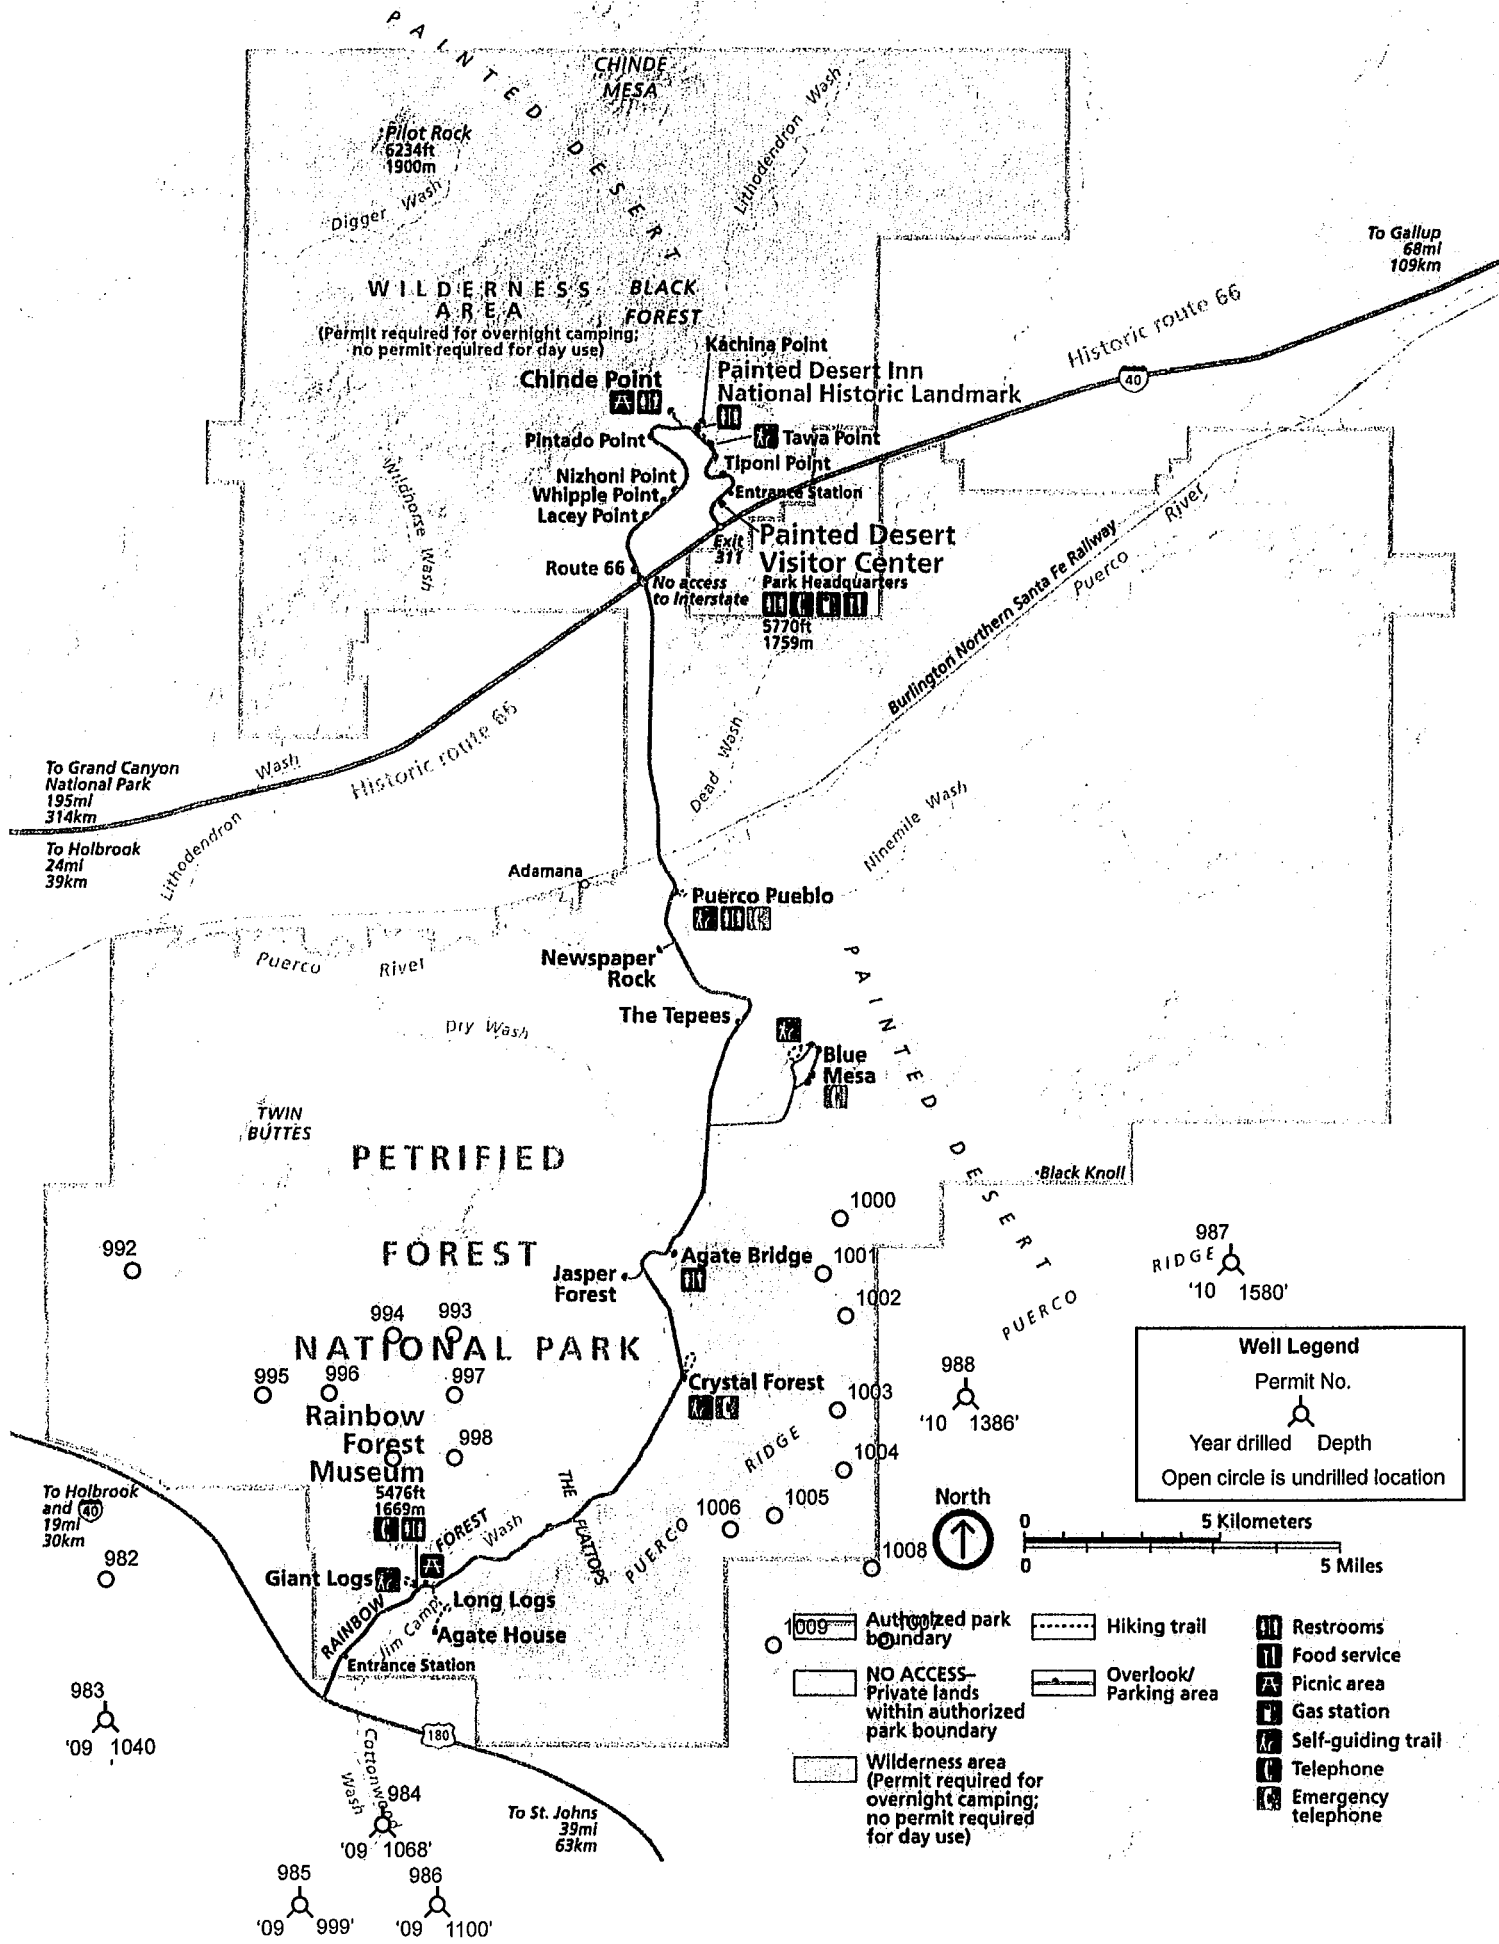 PAINTED DESERT
CHINDE
MESA
Pilot Rock
6234ft
1900m
Digger Wash
Lithodendron Wash
To Gallup
68mi
109km
WILDERNESS
AREA
(Permit required for overnight camping;
no permit required for day use)
BLACK
FOREST
Historic route 66
40
Kachina Point
Painted Desert Inn
National Historic Landmark
Chinde Point
Pintado Point
Tawa Point
Tiponi Point
Nizhoni Point
Whipple Point
Lacey Point
Entrance Station
Wildhorse Wash
Exit
311
Painted Desert
Visitor Center
Park Headquarters
5770ft
1759m
Route 66
No access
to Interstate
Burlington Northern Santa Fe Railway
Puerco River
Historic route 66
Dead Wash
To Grand Canyon
National Park
195mi
314km
Lithodendron Wash
To Holbrook
24mi
39km
Ninemile Wash
Adamana
Puerco Pueblo
Puerco River
Newspaper
Rock
PAINTED DESERT
Dry Wash
The Tepees
Blue
Mesa
TWIN
BUTTES
PETRIFIED
FOREST
NATIONAL PARK
Black Knoll
1000
992
Agate Bridge
1001
Jasper
Forest
1002
987
'10 1580'
PUERCO RIDGE
994
993
995
996
997
Crystal Forest
1003
988
'10 1386'
Well Legend
Permit No.
Year drilled Depth
Open circle is undrilled location
Rainbow
Forest
Museum
5476ft
1669m
998
PUERCO RIDGE
1004
1005
1006
1008
THE FLATTOPS
To Holbrook
and 40
19mi
30km
982
RAINBOW FOREST
Jim Camp Wash
Giant Logs
Long Logs
Agate House
Entrance Station
North
0 5 Kilometers
0 5 Miles
1009
1007
Authorized park
boundary
NO ACCESS–
Private lands
within authorized
park boundary
Wilderness area
(Permit required for
overnight camping;
no permit required
for day use)
Hiking trail
Overlook/
Parking area
Restrooms
Food service
Picnic area
Gas station
Self-guiding trail
Telephone
Emergency
telephone
983
'09 1040
180
Cottonwood Wash
984
'09 1068'
To St. Johns
39mi
63km
985
'09 999'
986
'09 1100'